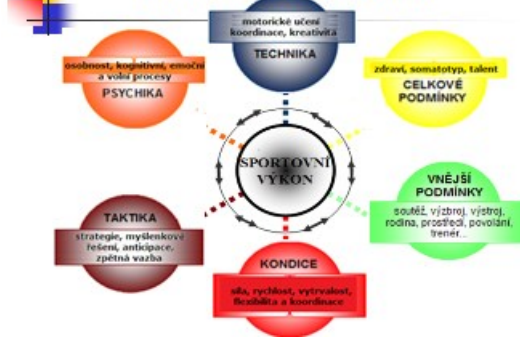 motorické učení
koordinace, kreativita
TECHNIKA
osobnost, kognitivní, emoční
a volní procesy
PSYCHIKA
zdraví, somatotyp, talent
CELKOVÉ
PODMÍNKY
SPORTOVNÍ
VÝKON
VNĚJŠÍ
PODMÍNKY
soutěž, výzbroj, výstroj,
rodina, prostředí, povolání,
trenér...
TAKTIKA
strategie, myšlenkové
řešení, anticipace,
zpětná vazba
KONDICE
síla, rychlost, vytrvalost,
flexibilita a koordinace